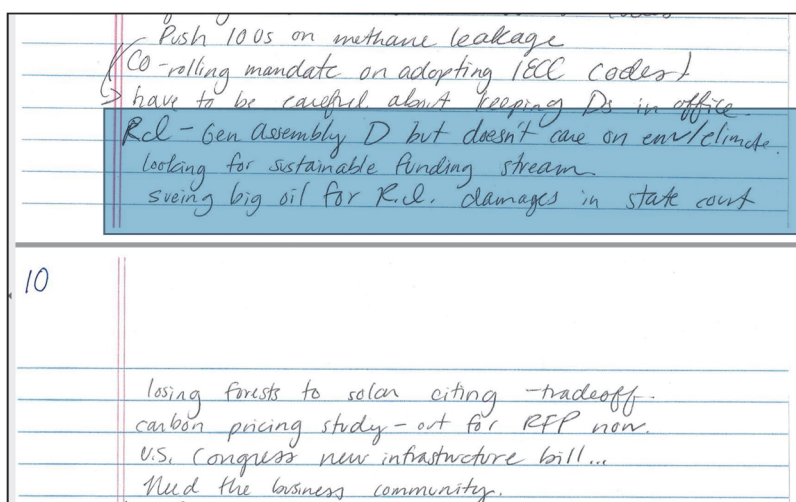 Push 100s on methane leakage
CO - rolling mandate on adopting IECC codes!
have to be careful about keeping Ds in office.
R.I. - Gen Assembly D but doesn't care on env/climate.
looking for sustainable funding stream
sueing big oil for R.I. damages in state court
10
losing forests to solar citing - tradeoff.
carbon pricing study - out for RFP now.
U.S. Congress new infrastructure bill...
Need the business community.